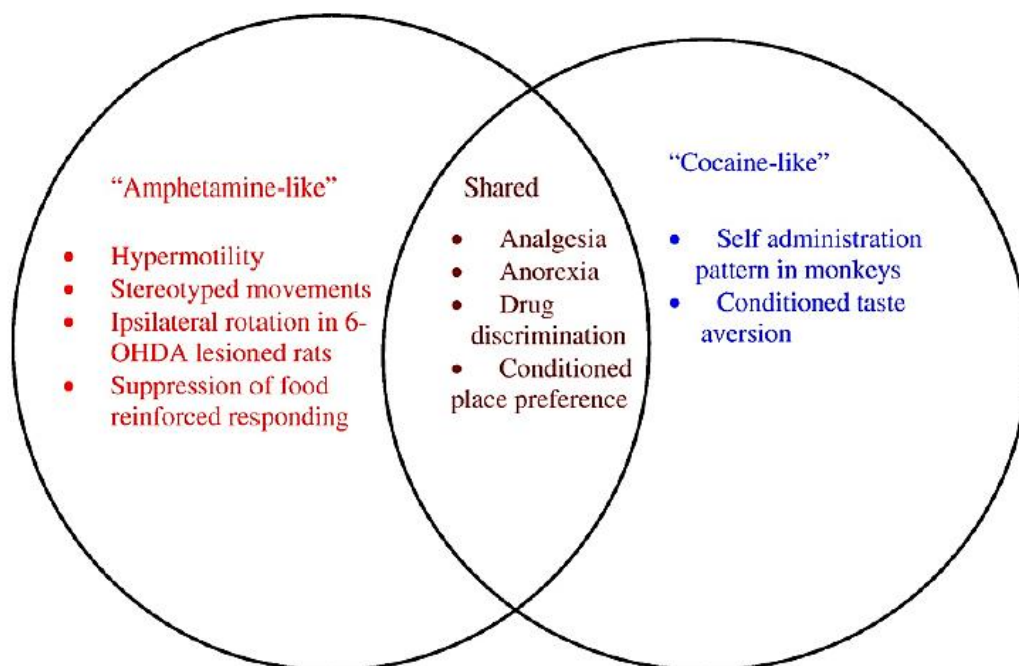 “Amphetamine-like”
• Hypermotility
• Stereotyped movements
• Ipsilateral rotation in 6-
OHDA lesioned rats
• Suppression of food
reinforced responding
Shared
• Analgesia
• Anorexia
• Drug
discrimination
• Conditioned
place preference
“Cocaine-like”
• Self administration
pattern in monkeys
• Conditioned taste
aversion